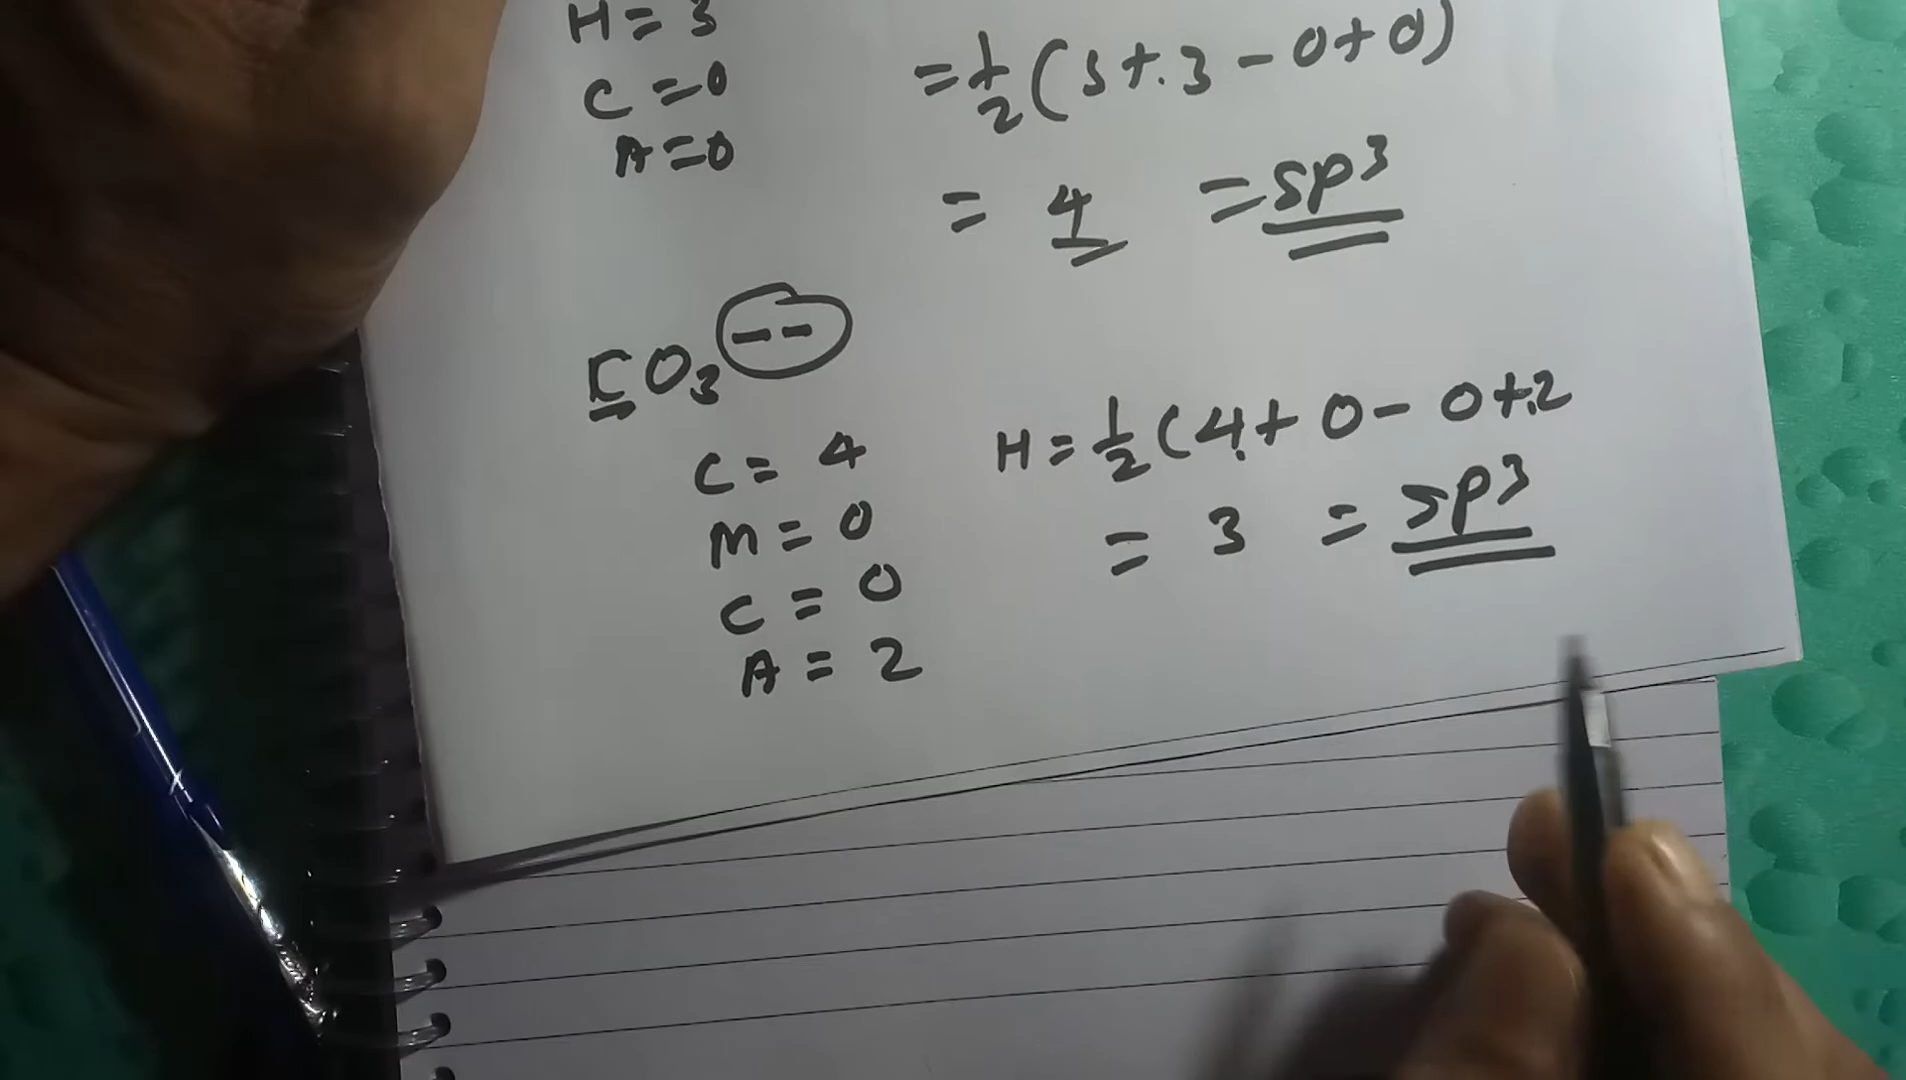 H = 3
C = 0
A = 0
= 1/2 (5 + 3 - 0 + 0)
= 4 = sp3
CO3 --
C = 4
M = 0
C = 0
A = 2
H = 1/2 (4 + 0 - 0 + 2
= 3 = sp3